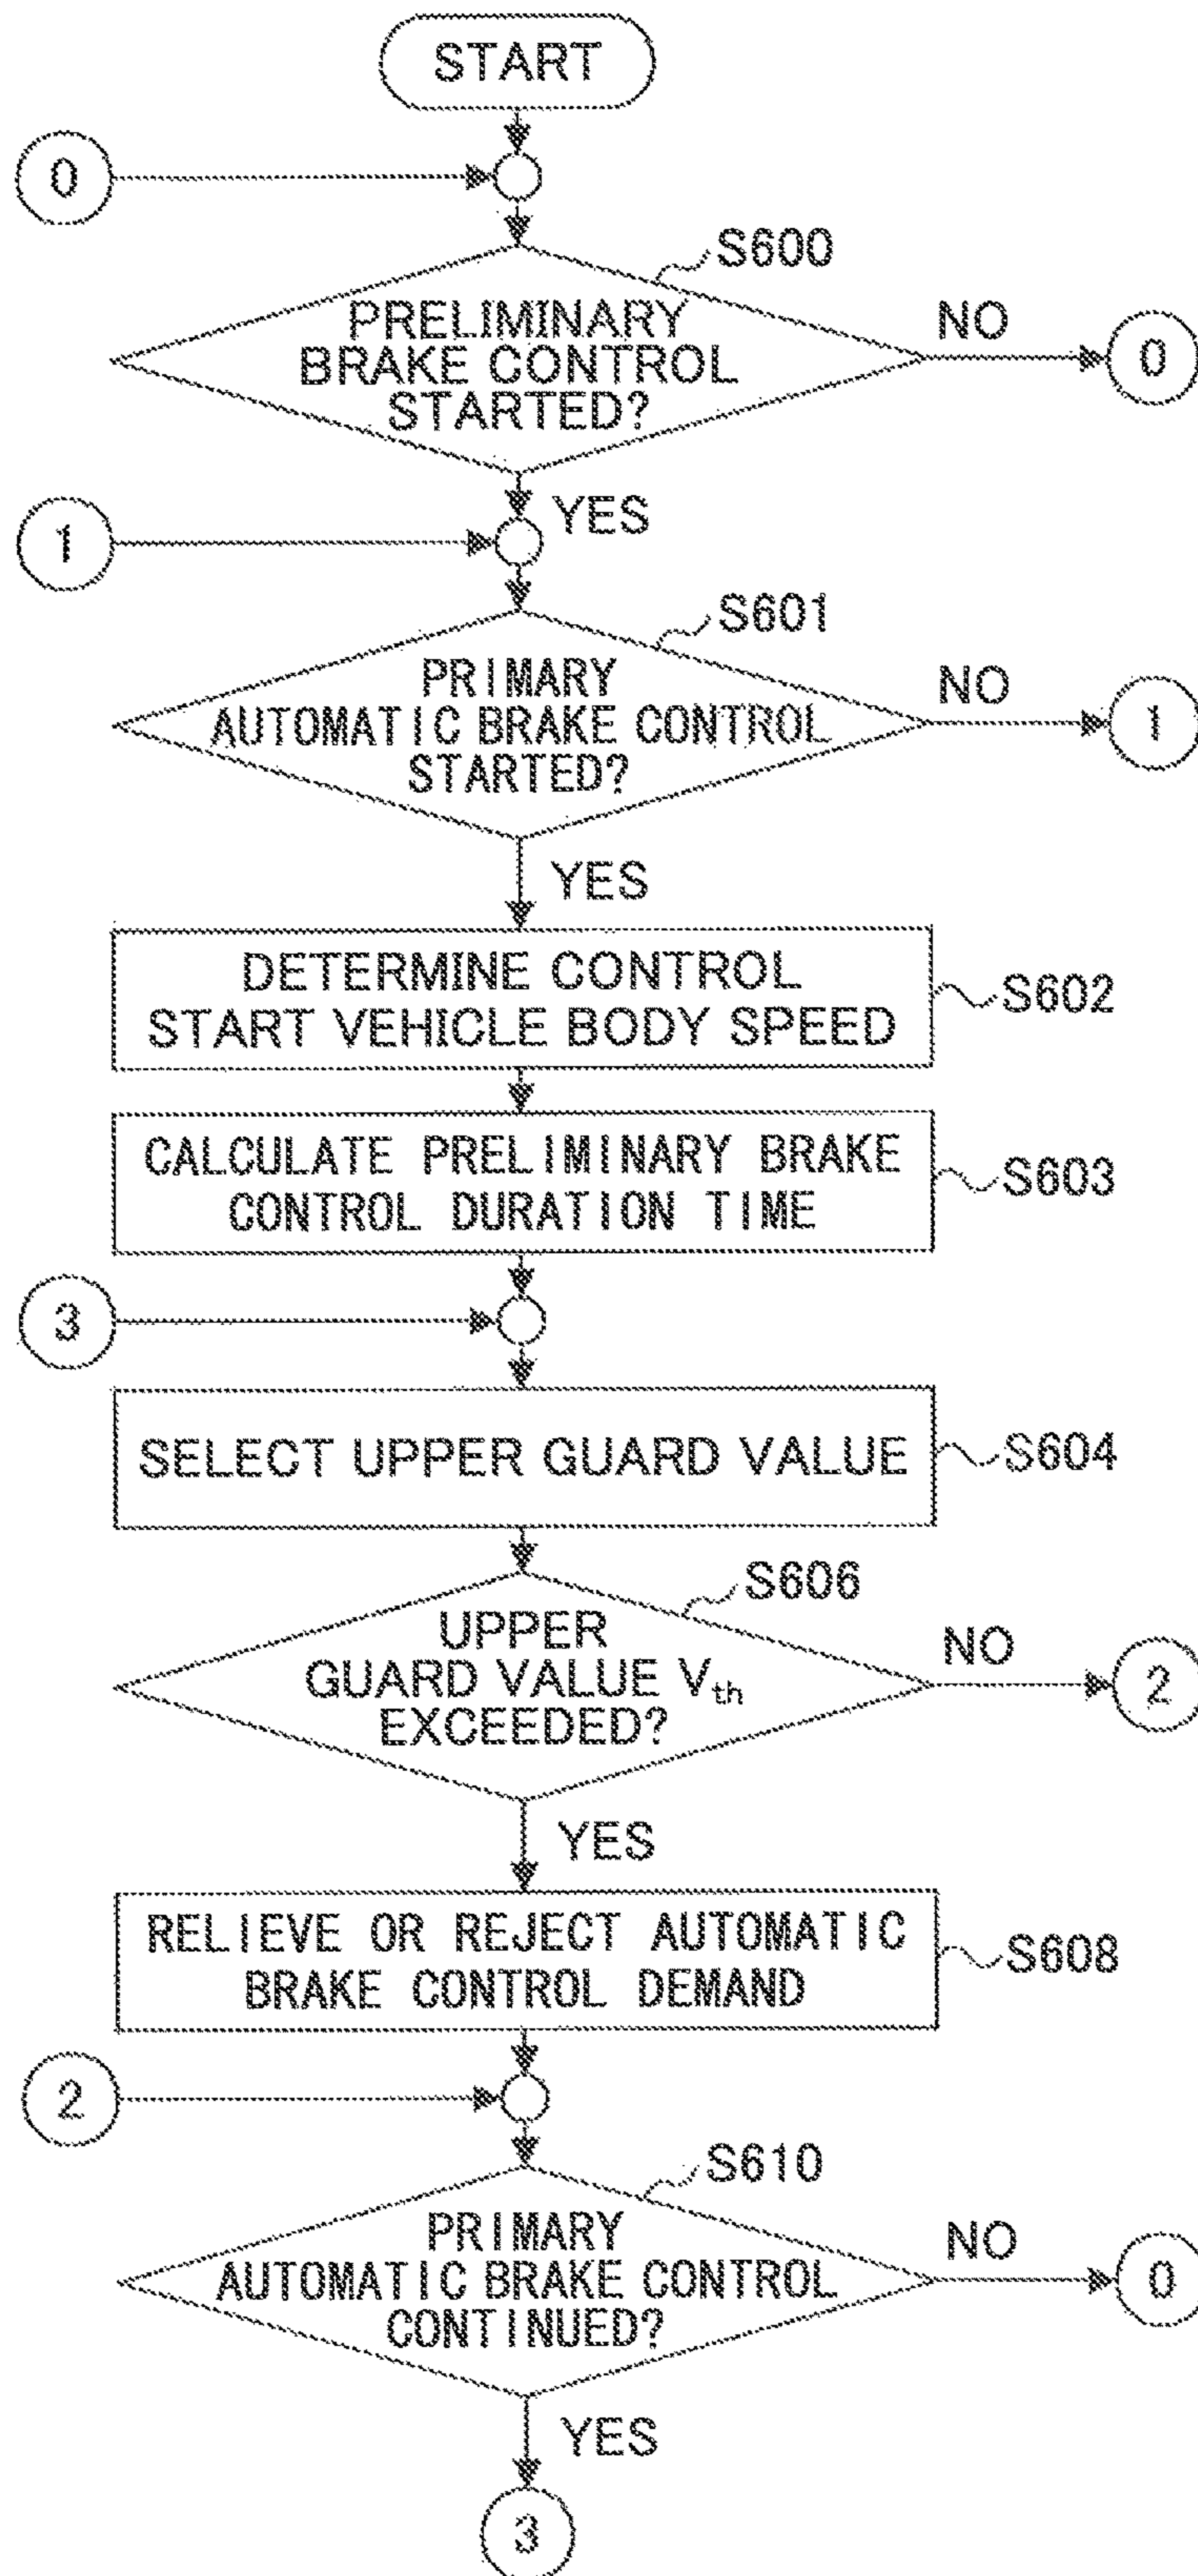 START
0
S600
PRELIMINARY
BRAKE CONTROL
STARTED?
NO
0
YES
1
S601
PRIMARY
AUTOMATIC BRAKE CONTROL
STARTED?
NO
1
YES
DETERMINE CONTROL
START VEHICLE BODY SPEED
S602
CALCULATE PRELIMINARY BRAKE
CONTROL DURATION TIME
S603
3
SELECT UPPER GUARD VALUE
S604
S606
UPPER
GUARD VALUE Vth
EXCEEDED?
NO
2
YES
RELIEVE OR REJECT AUTOMATIC
BRAKE CONTROL DEMAND
S608
2
S610
PRIMARY
AUTOMATIC BRAKE CONTROL
CONTINUED?
NO
0
YES
3